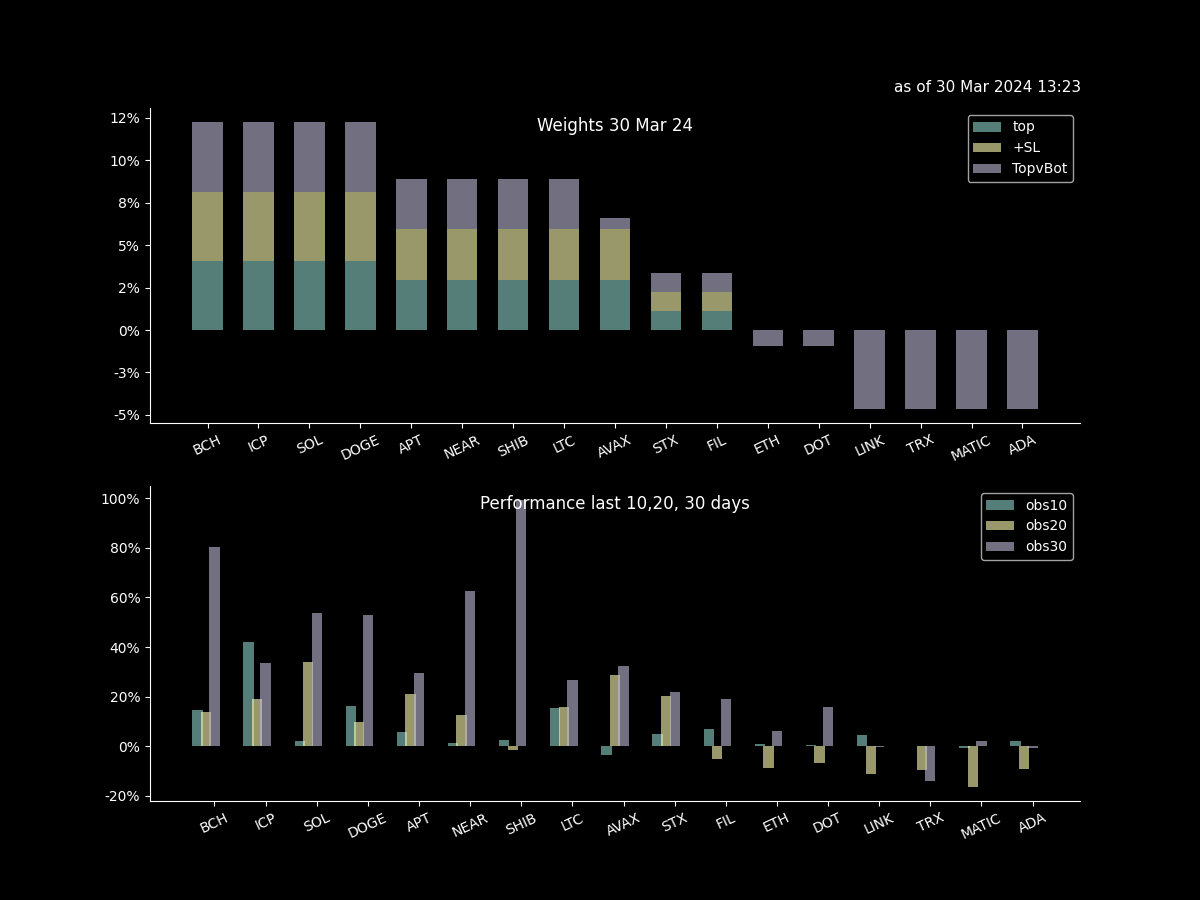 as of 30 Mar 2024 13:23
Weights 30 Mar 24
top
+SL
TopvBot
12%
10%
8%
5%
2%
0%
-3%
-5%
BCH ICP SOL DOGE APT NEAR SHIB LTC AVAX STX FIL ETH DOT LINK TRX MATIC ADA
Performance last 10,20, 30 days
obs10
obs20
obs30
100%
80%
60%
40%
20%
0%
-20%
BCH ICP SOL DOGE APT NEAR SHIB LTC AVAX STX FIL ETH DOT LINK TRX MATIC ADA